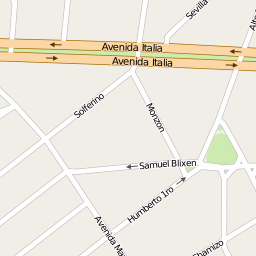 Sevilla
Avenida Italia
Avenida Italia
Solferino
Monzon
Samuel Blixen
Humberto 1ro
Avenida Ma
Chamizo